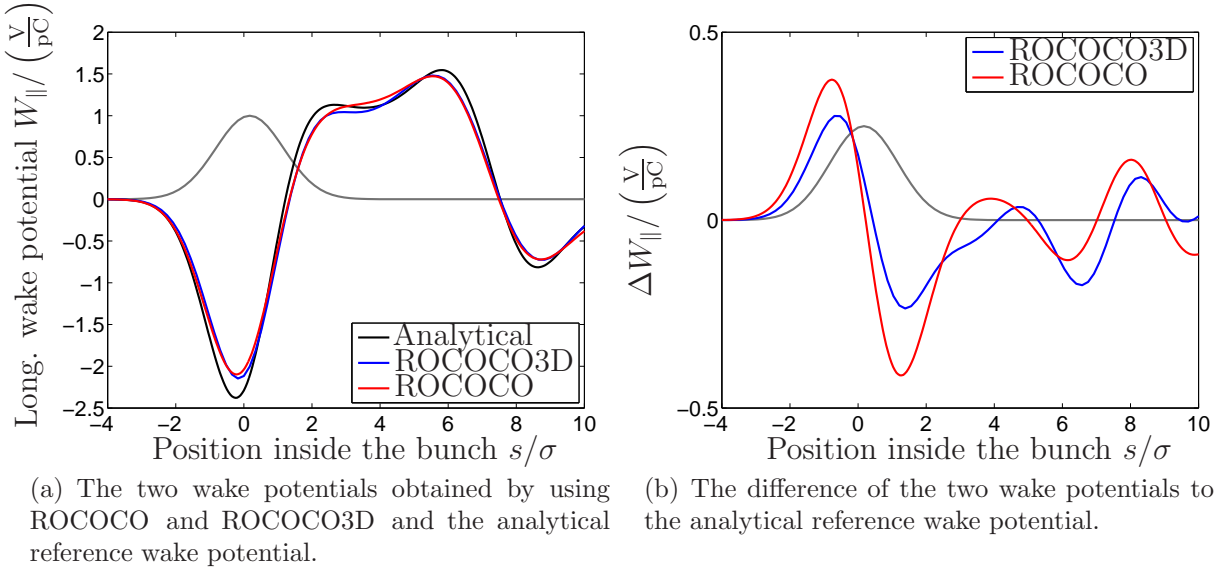 Long. wake potential W∥/ (V/pC)
2
1.5
1
0.5
0
−0.5
−1
−1.5
−2
−2.5
−4 −2 0 2 4 6 8 10
Analytical
ROCOCO3D
ROCOCO
Position inside the bunch s/σ
(a) The two wake potentials obtained by using
ROCOCO and ROCOCO3D and the analytical
reference wake potential.
ΔW∥/ (V/pC)
0.5
0
−0.5
−4 −2 0 2 4 6 8 10
ROCOCO3D
ROCOCO
Position inside the bunch s/σ
(b) The difference of the two wake potentials to
the analytical reference wake potential.